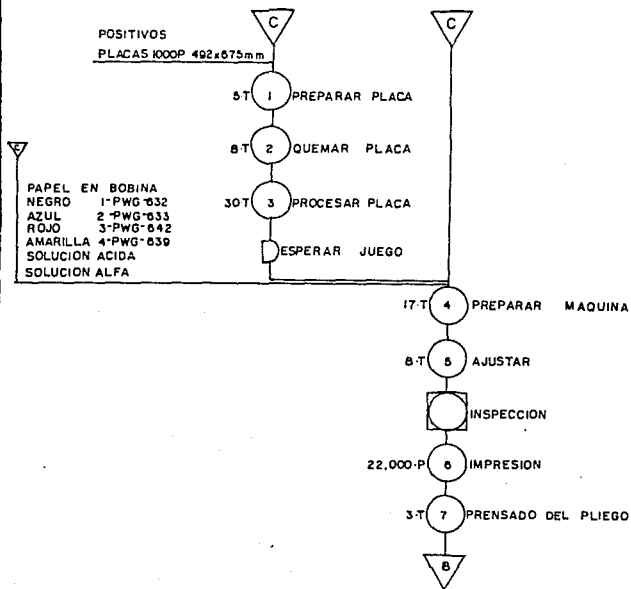 C
C
POSITIVOS
PLACAS 1000P 492x675mm
5·T 1 PREPARAR PLACA
8·T 2 QUEMAR PLACA
30·T 3 PROCESAR PLACA
ESPERAR JUEGO
C
PAPEL EN BOBINA
NEGRO 1-PWG-632
AZUL 2-PWG-633
ROJO 3-PWG-642
AMARILLA 4-PWG-639
SOLUCION ACIDA
SOLUCION ALFA
17·T 4 PREPARAR MAQUINA
8·T 5 AJUSTAR
INSPECCION
22,000·P 6 IMPRESION
3·T 7 PRENSADO DEL PLIEGO
B